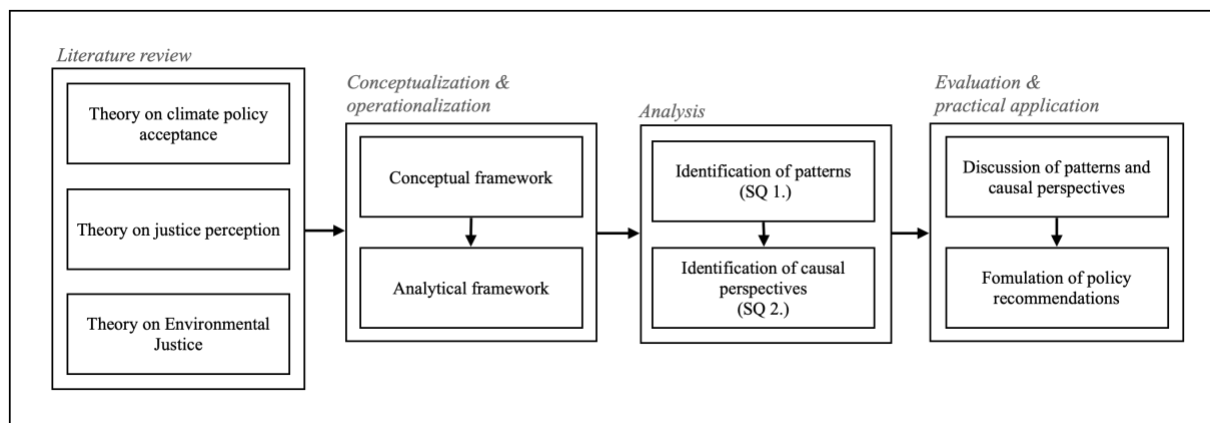 Literature review
Theory on climate policy
acceptance
Theory on justice perception
Theory on Environmental
Justice
Conceptualization &
operationalization
Conceptual framework
Analytical framework
Analysis
Identification of patterns
(SQ 1.)
Identification of causal
perspectives
(SQ 2.)
Evaluation &
practical application
Discussion of patterns and
causal perspectives
Fomulation of policy
recommendations